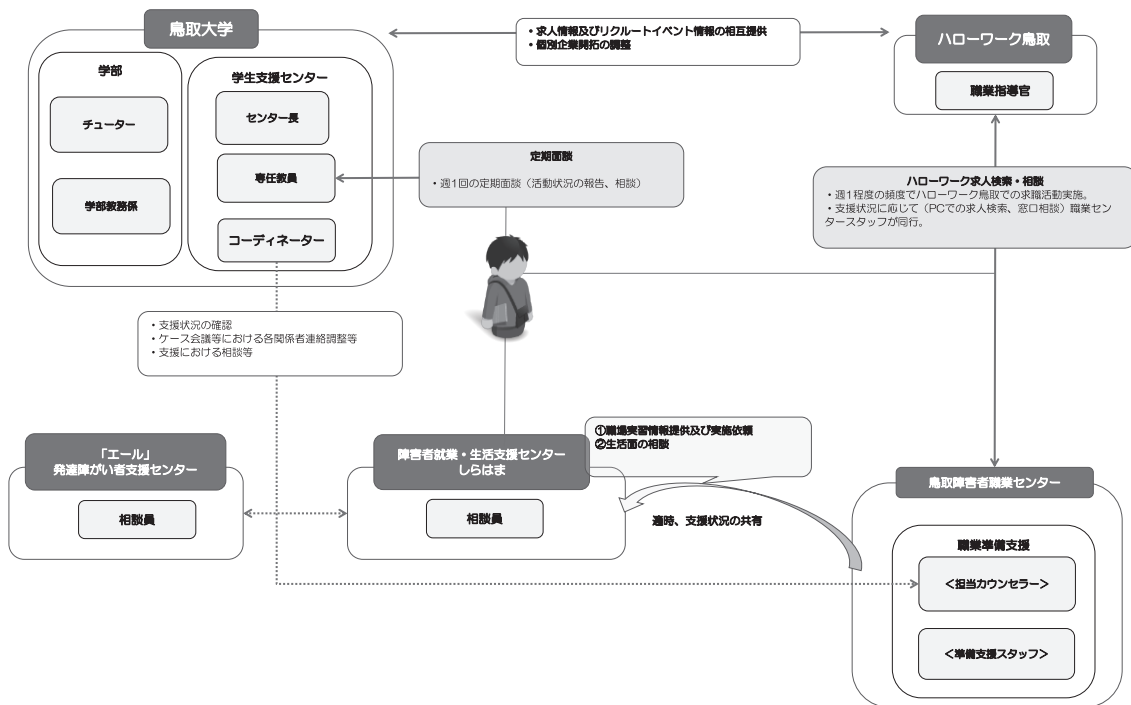 鳥取大学
・求人情報及びリクルートイベント情報の相互提供
・個別企業開拓の調整
ハローワーク鳥取
職業指導官
学部
チューター
学部教務係
学生支援センター
センター長
専任教員
コーディネーター
定期面談
・週1回の定期面談（活動状況の報告、相談）
ハローワーク求人検索・相談
・週1程度の頻度でハローワーク鳥取での求職活動実施。
・支援状況に応じて（PCでの求人検索、窓口相談）職業セン
タースタッフが同行。
・支援状況の確認
・ケース会議等における各関係者連絡調整等
・支援における相談等
①職場実習情報提供及び実施依頼
②生活面の相談
「エール」
発達障がい者支援センター
相談員
障害者就業・生活支援センター
しらはま
相談員
適時、支援状況の共有
鳥取障害者職業センター
職業準備支援
＜担当カウンセラー＞
＜準備支援スタッフ＞